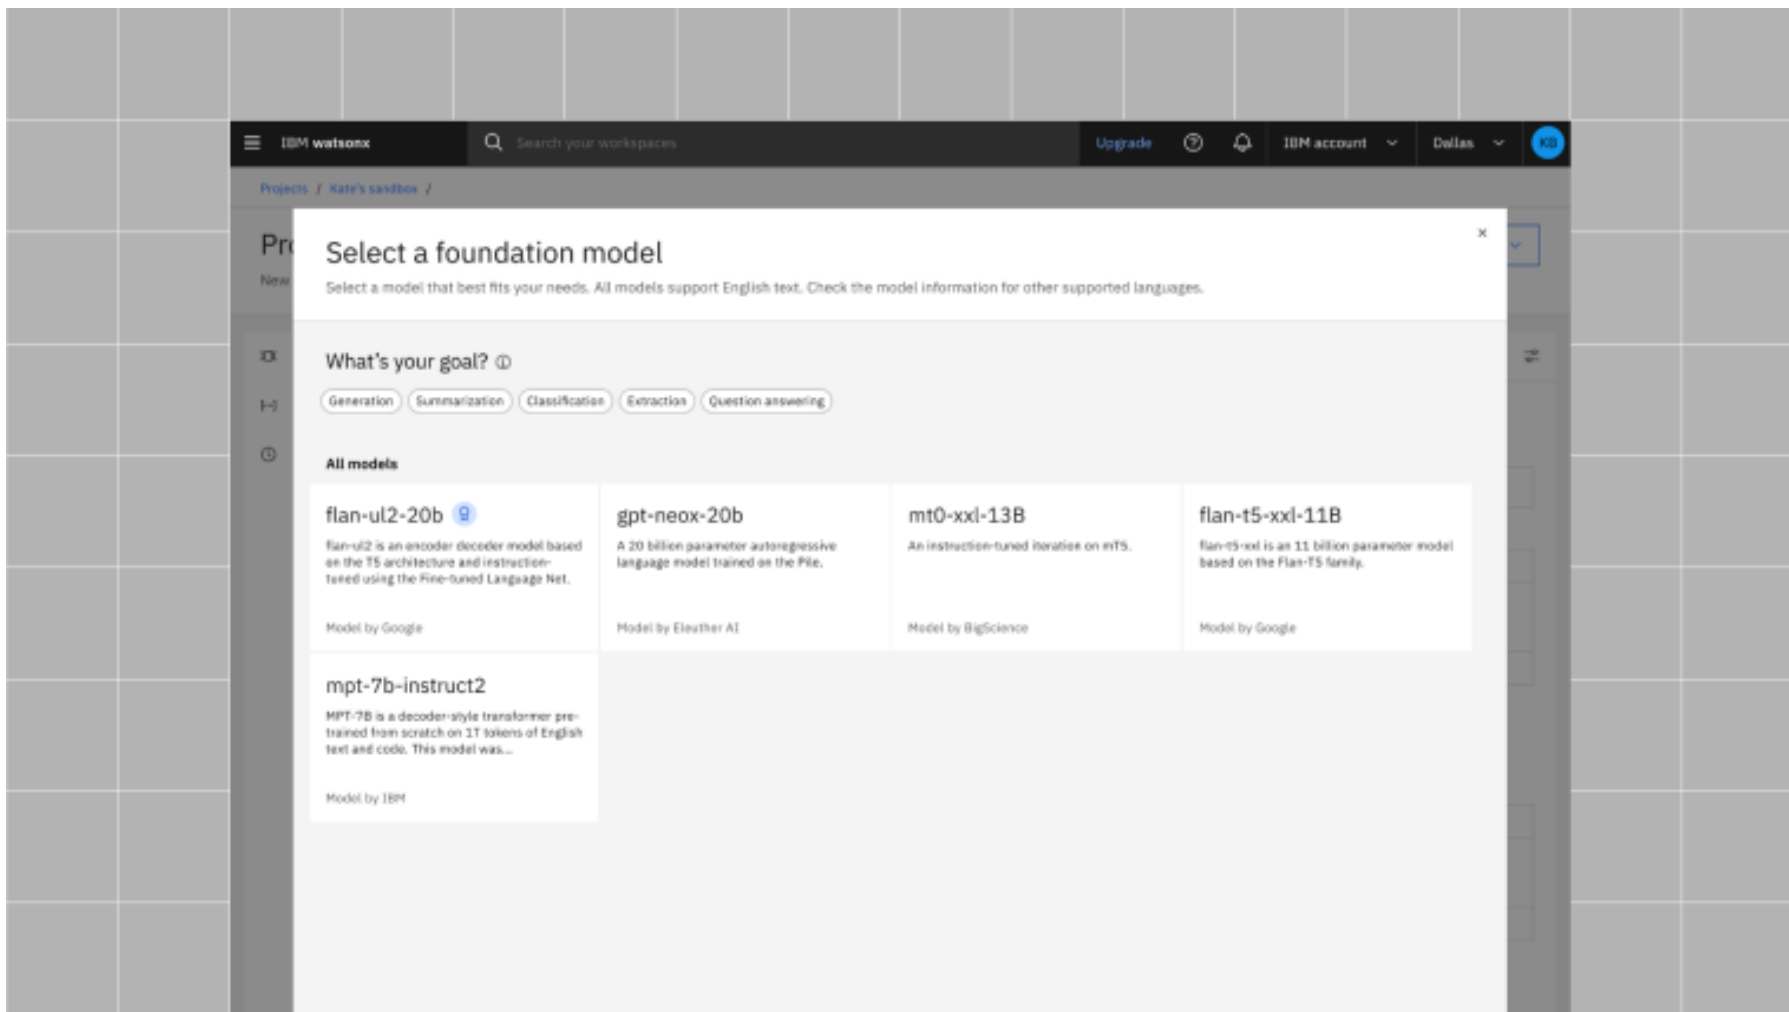 IBM watsonx
Search your workspaces
Upgrade
IBM account
Dallas
KB
Projects / Kate's sandbox /
Pro
New
Select a foundation model
Select a model that best fits your needs. All models support English text. Check the model information for other supported languages.
What's your goal?
Generation
Summarization
Classification
Extraction
Question answering
All models
flan-ul2-20b
flan-ul2 is an encoder decoder model based
on the T5 architecture and instruction-
tuned using the Fine-tuned Language Net.
Model by Google
gpt-neox-20b
A 20 billion parameter autoregressive
language model trained on the Pile.
Model by Eleuther AI
mt0-xxl-13B
An instruction-tuned iteration on mT5.
Model by BigScience
flan-t5-xxl-11B
flan-t5-xxl is an 11 billion parameter model
based on the Flan-T5 family.
Model by Google
mpt-7b-instruct2
MPT-7B is a decoder-style transformer pre-
trained from scratch on 1T tokens of English
text and code. This model was...
Model by IBM